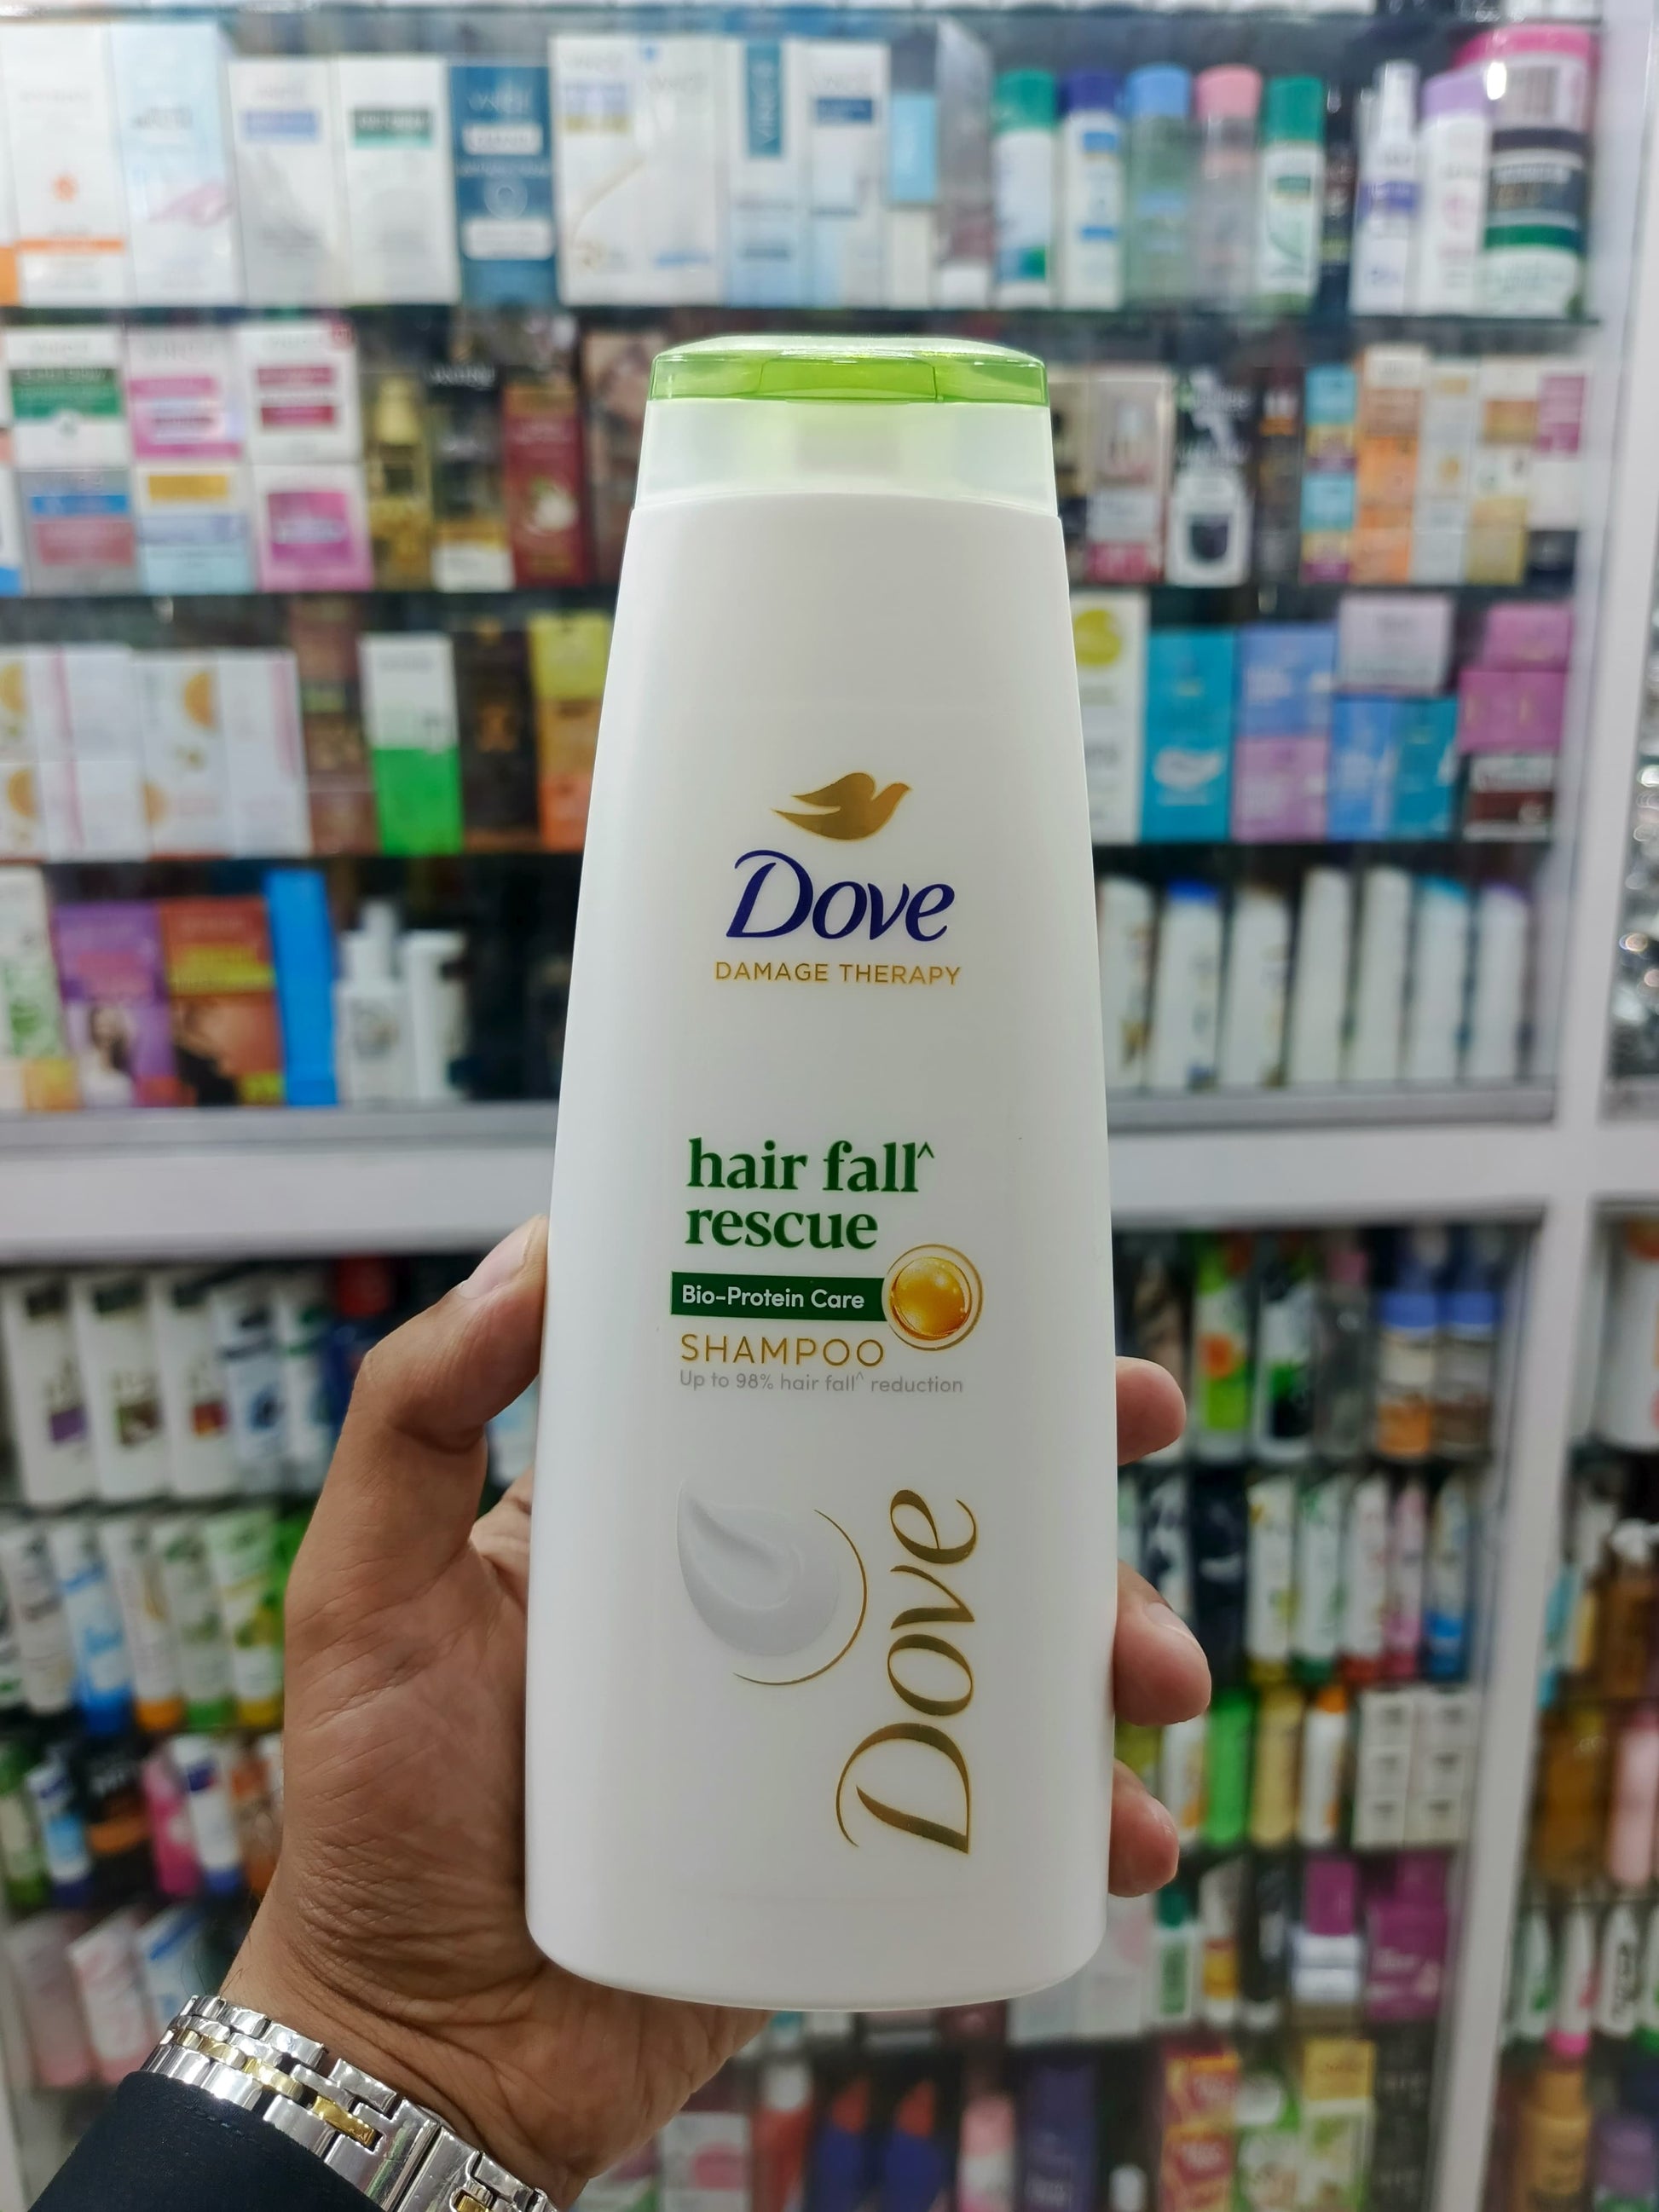 Dove
DAMAGE THERAPY
hair fall^
rescue
Bio-Protein Care
SHAMPOO
Up to 98% hair fall^ reduction
Dove